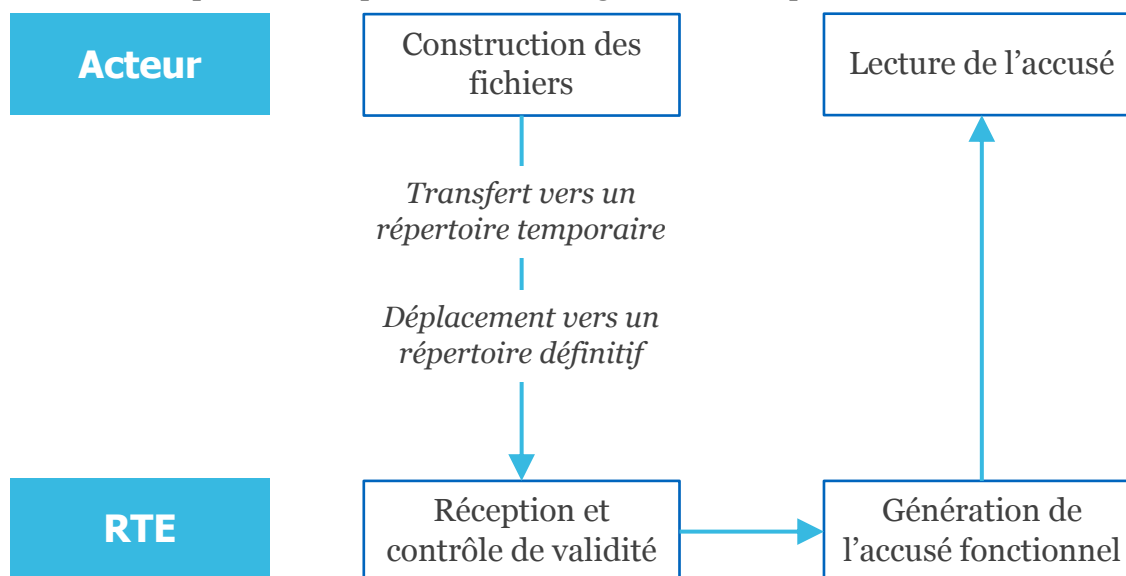 Acteur
Construction des
fichiers
Lecture de l’accusé
Transfert vers un
répertoire temporaire
Déplacement vers un
répertoire définitif
RTE
Réception et
contrôle de validité
Génération de
l’accusé fonctionnel